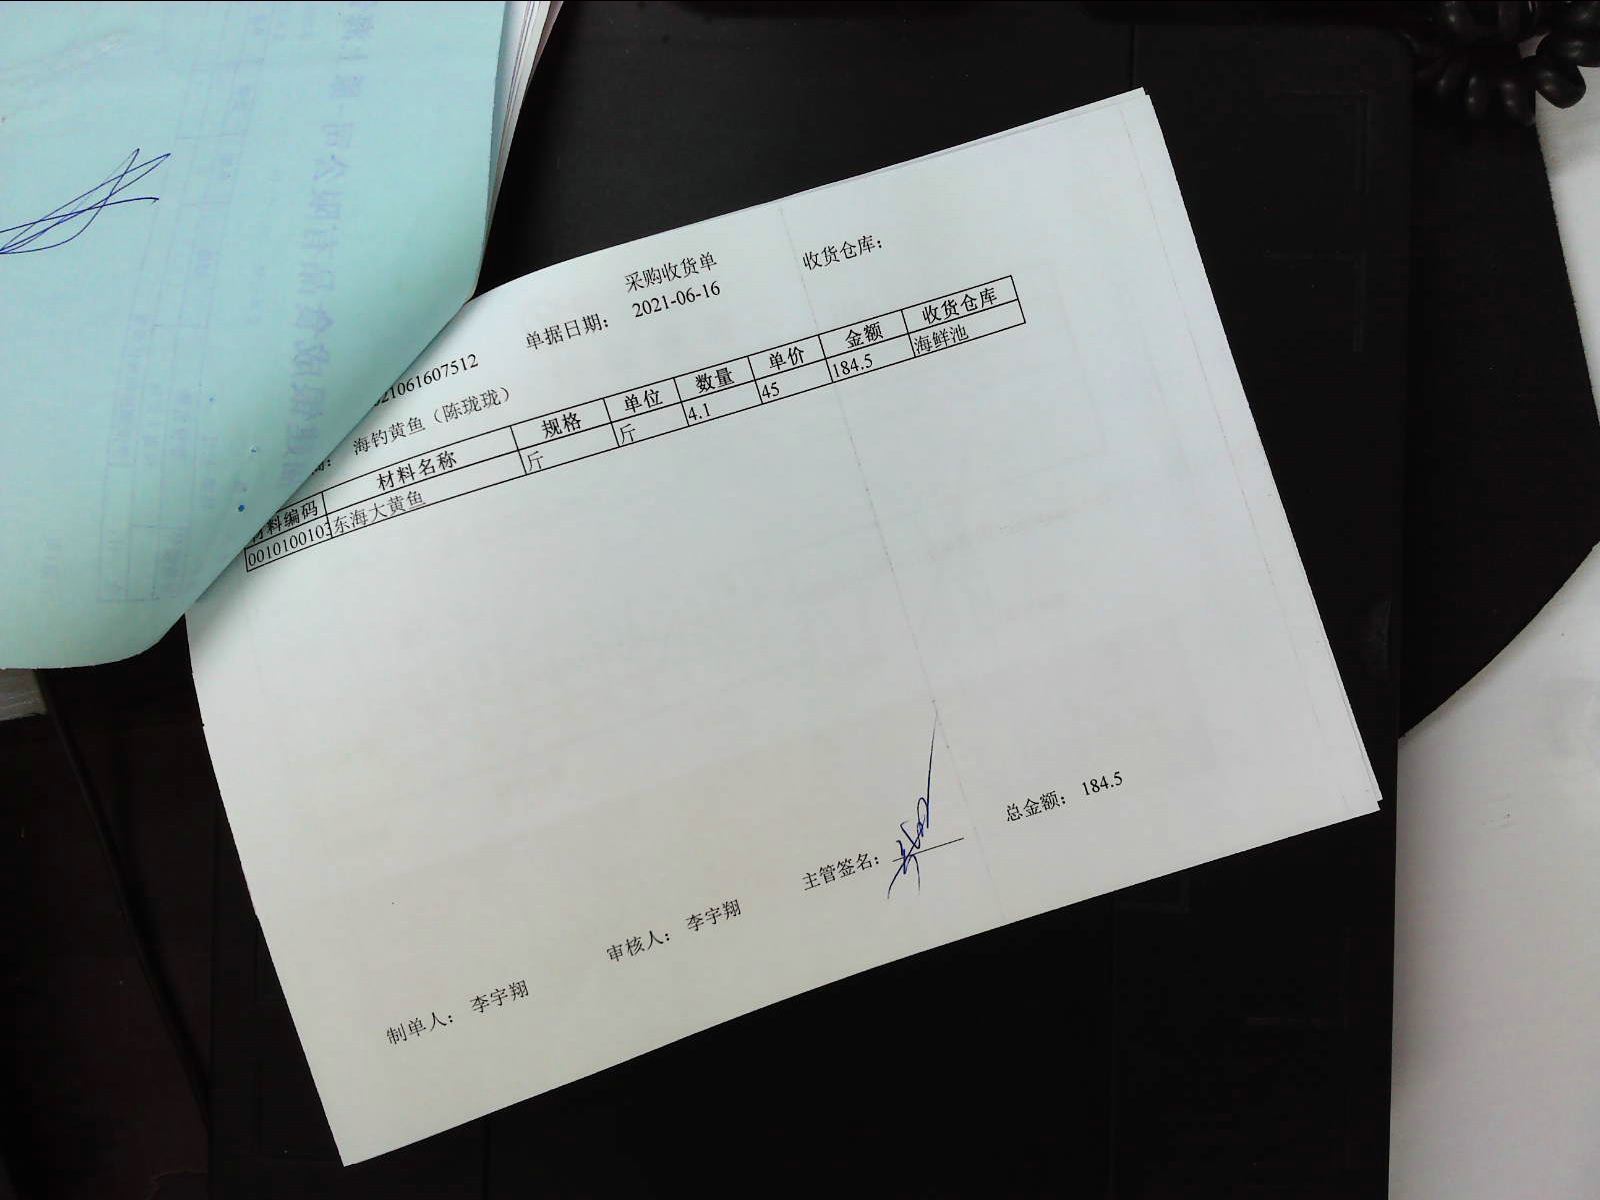 采购收货单
收货仓库：
21061607512 单据日期： 2021-06-16
海钓黄鱼（陈珑珑）
材料编码 材料名称 规格 单位 数量 单价 金额 收货仓库
0010100103 东海大黄鱼 斤 斤 4.1 45 184.5 海鲜池
制单人： 李宇翔 审核人： 李宇翔 主管签名： 总金额： 184.5